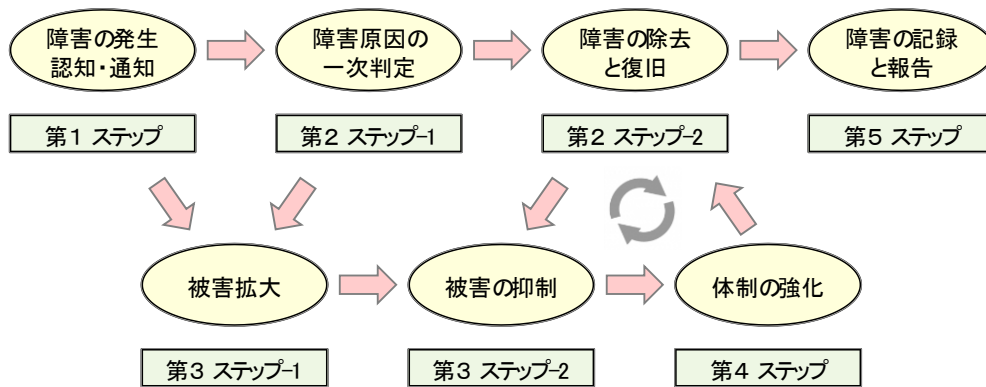 障害の発生
認知・通知
障害原因の
一次判定
障害の除去
と復旧
障害の記録
と報告
第1 ステップ
第2 ステップ-1
第2 ステップ-2
第5 ステップ
被害拡大
被害の抑制
体制の強化
第3 ステップ-1
第3 ステップ-2
第4 ステップ